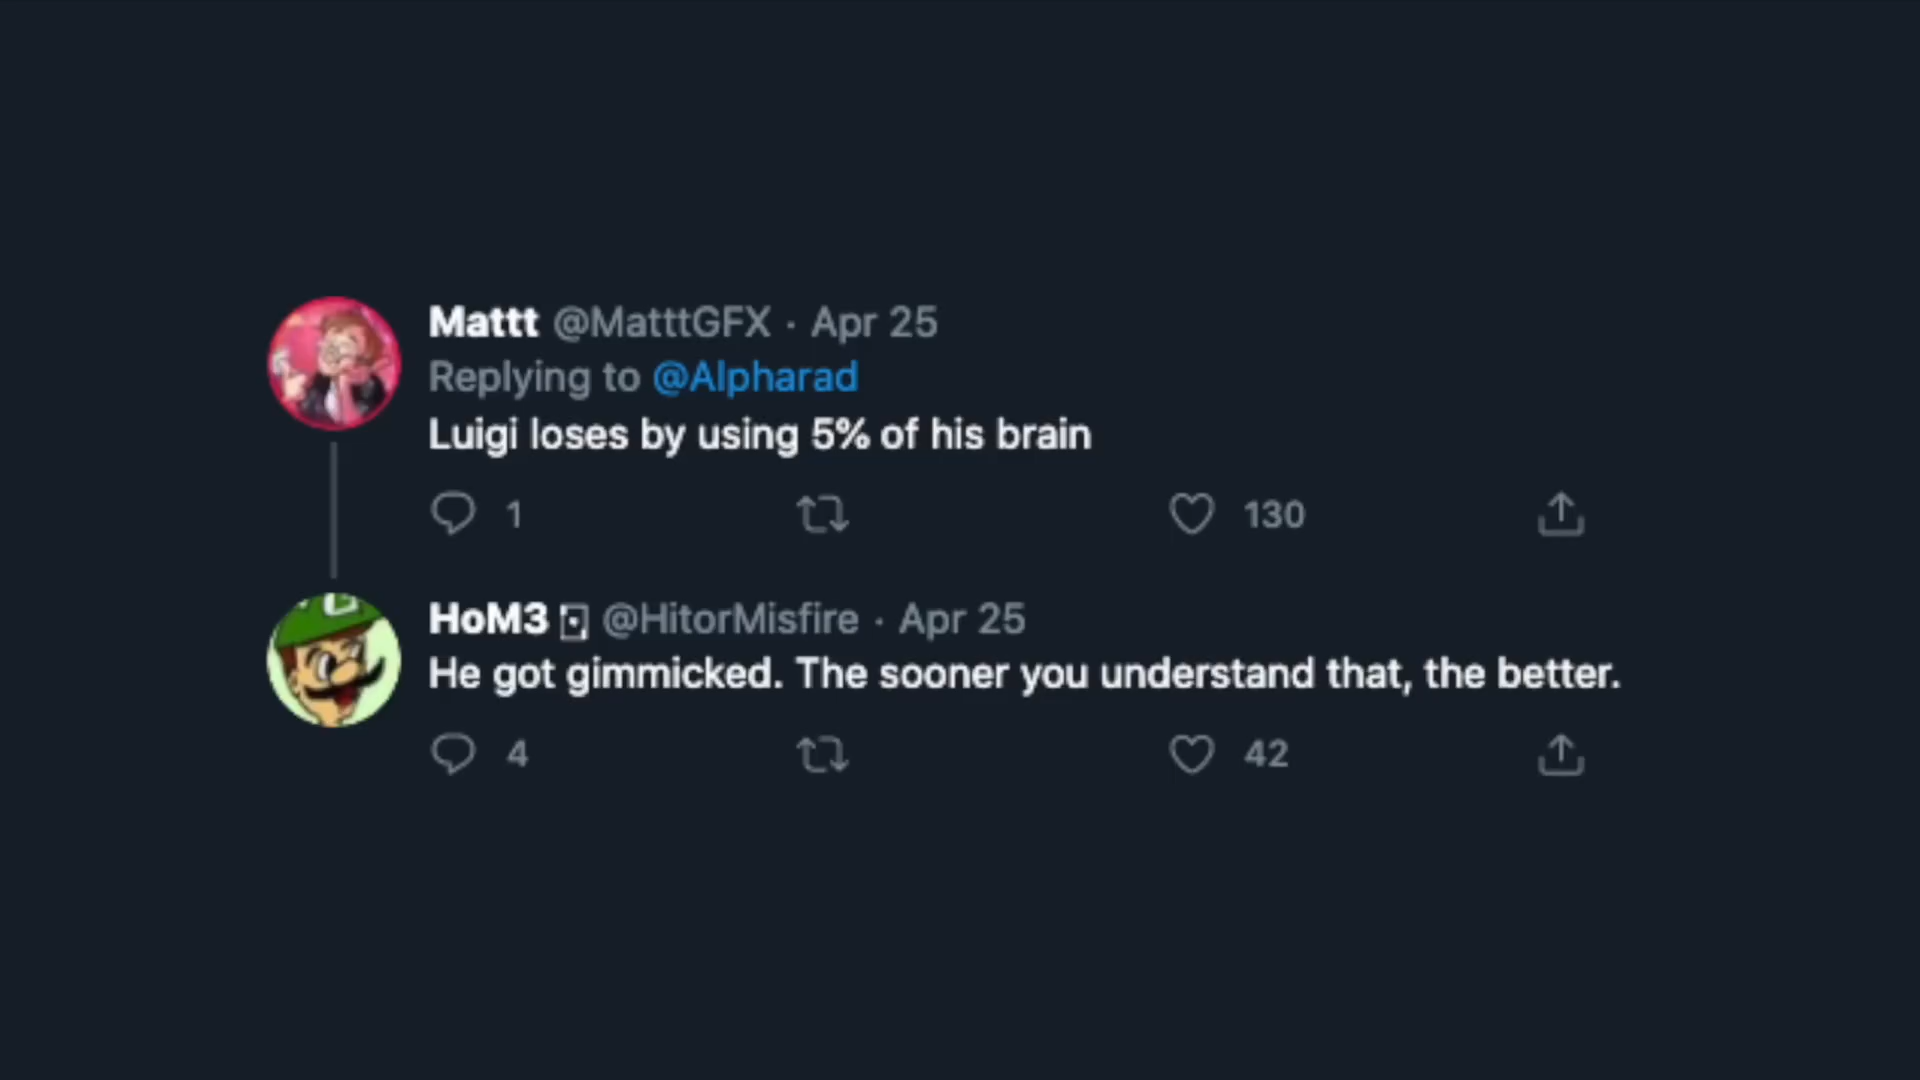 Mattt @MatttGFX · Apr 25
Replying to @Alpharad
Luigi loses by using 5% of his brain
1 130
HoM3 @HitorMisfire · Apr 25
He got gimmicked. The sooner you understand that, the better.
4 42